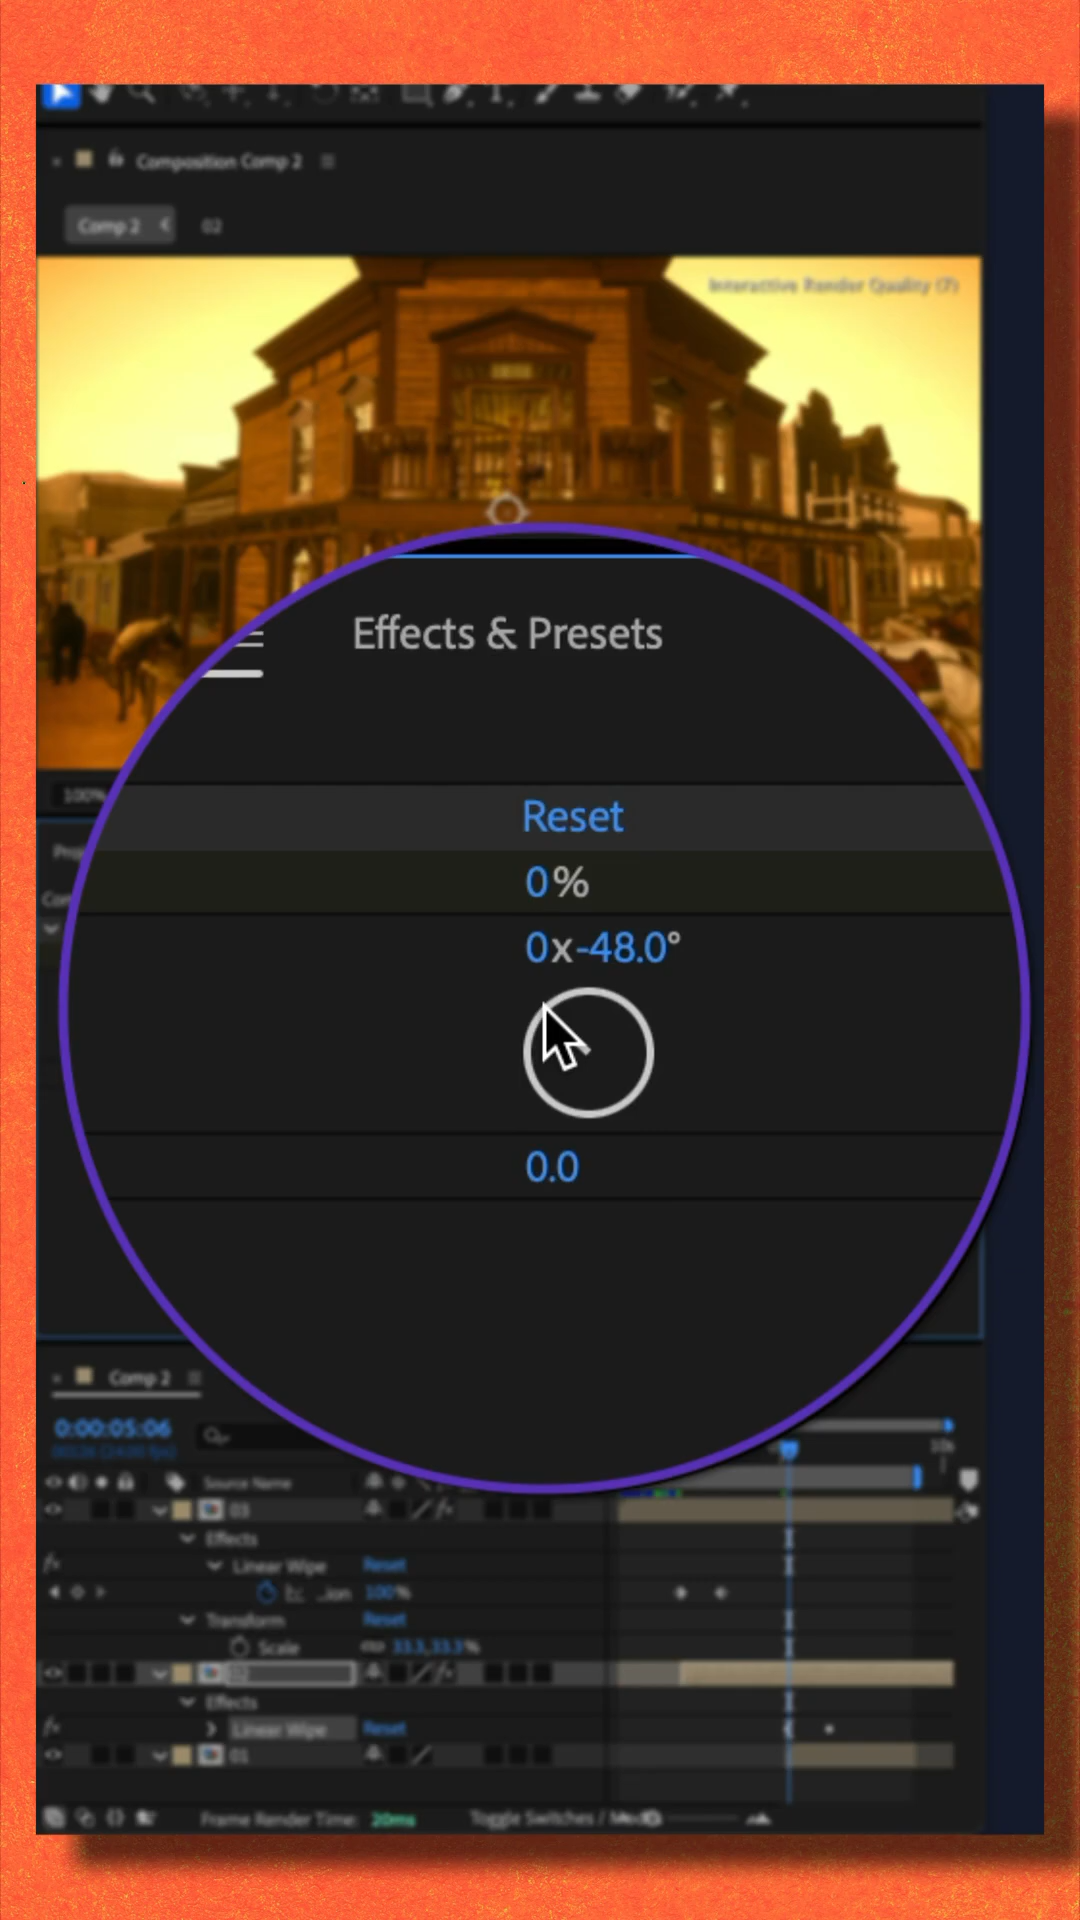 Composition Comp 2
Comp 2 02
Interactive Render Quality (7)
Effects & Presets
100%
Reset
0%
0x-48.0°
0.0
Comp 2
0:00:05:06
10s
Source Name
03
Effects
Linear Wipe Reset
...ion 100%
Transform Reset
Scale 33.3,33.3%
02
Effects
Linear Wipe Reset
01
Frame Render Time: 20ms Toggle Switches /